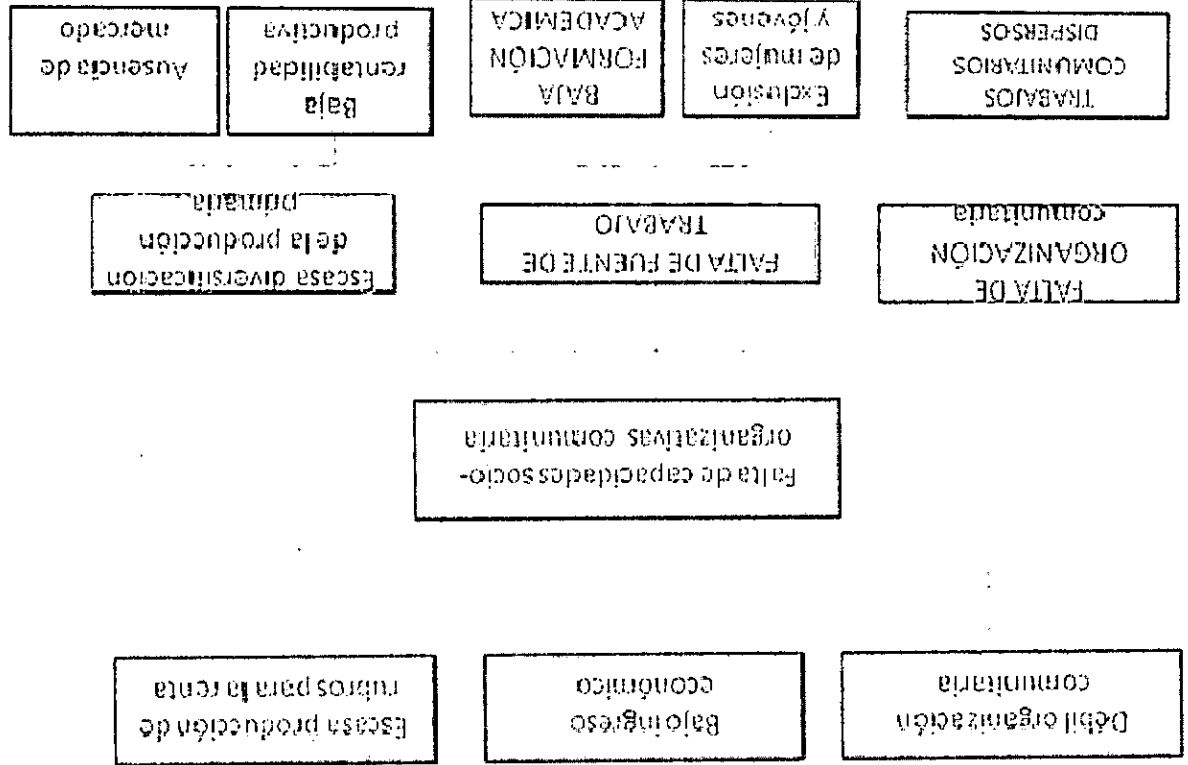 Débil organización
comunitaria
Bajo ingreso
económico
Escasa producción de
rubros para la renta
Falta de capacidades socio-
organizativas comunitaria
FALTA DE
ORGANIZACIÓN
comunitaria
FALTA DE FUENTE DE
TRABAJO
Escasa diversificacion
de la producción
primaria
TRABAJOS
COMUNITARIOS
DISPERSOS
Exclusión
de mujeres
y jóvenes
BAJA
FORMACIÓN
ACADEMICA
Baja
rentabilidad
productiva
Ausencia de
mercado